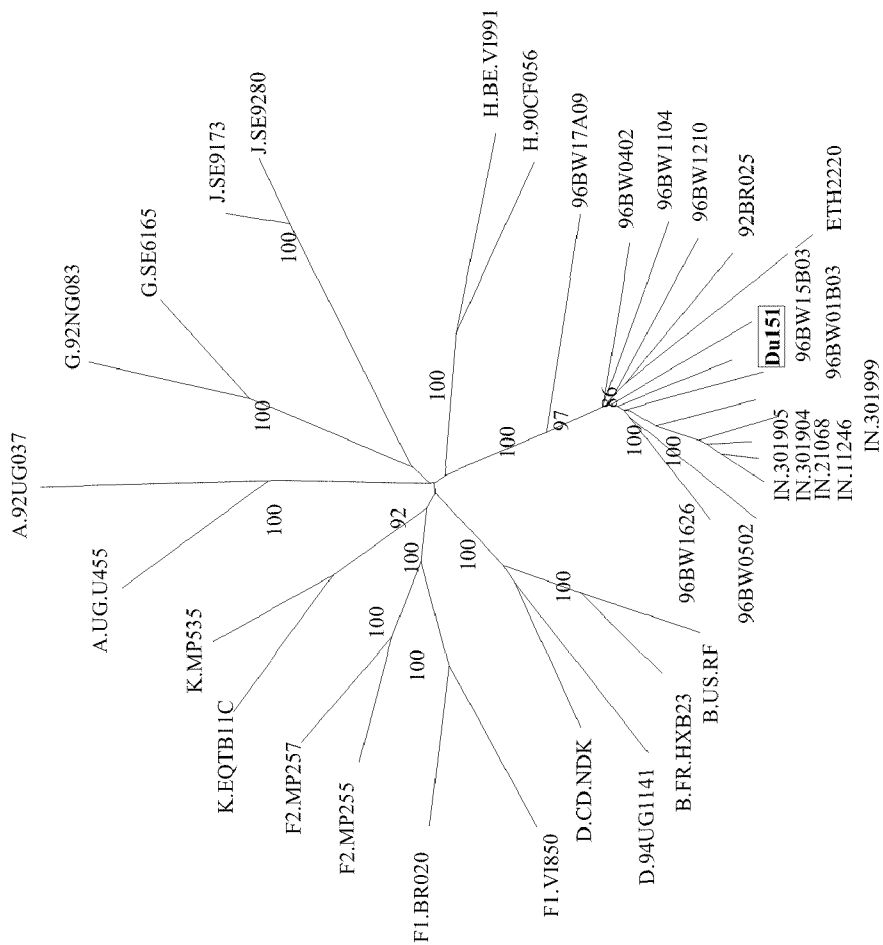 A.92UG037
A.UG.U455
G.92NG083
G.SE6165
J.SE9173
J.SE9280
H.BE.VI991
H.90CF056
96BW17A09
96BW0402
96BW1104
96BW1210
92BR025
ETH2220
96BW15B03
Du151
96BW01B03
IN.301999
IN.301905
IN.301904
IN.21068
IN.11246
96BW1626
96BW0502
B.US.RF
B.FR.HXB23
D.94UG1141
D.CD.NDK
F1.VI850
F1.BR020
F2.MP255
F2.MP257
K.EQTB11C
K.MP535
100
100
100
100
100
97
86
100
100
92
100
100
100
100
100